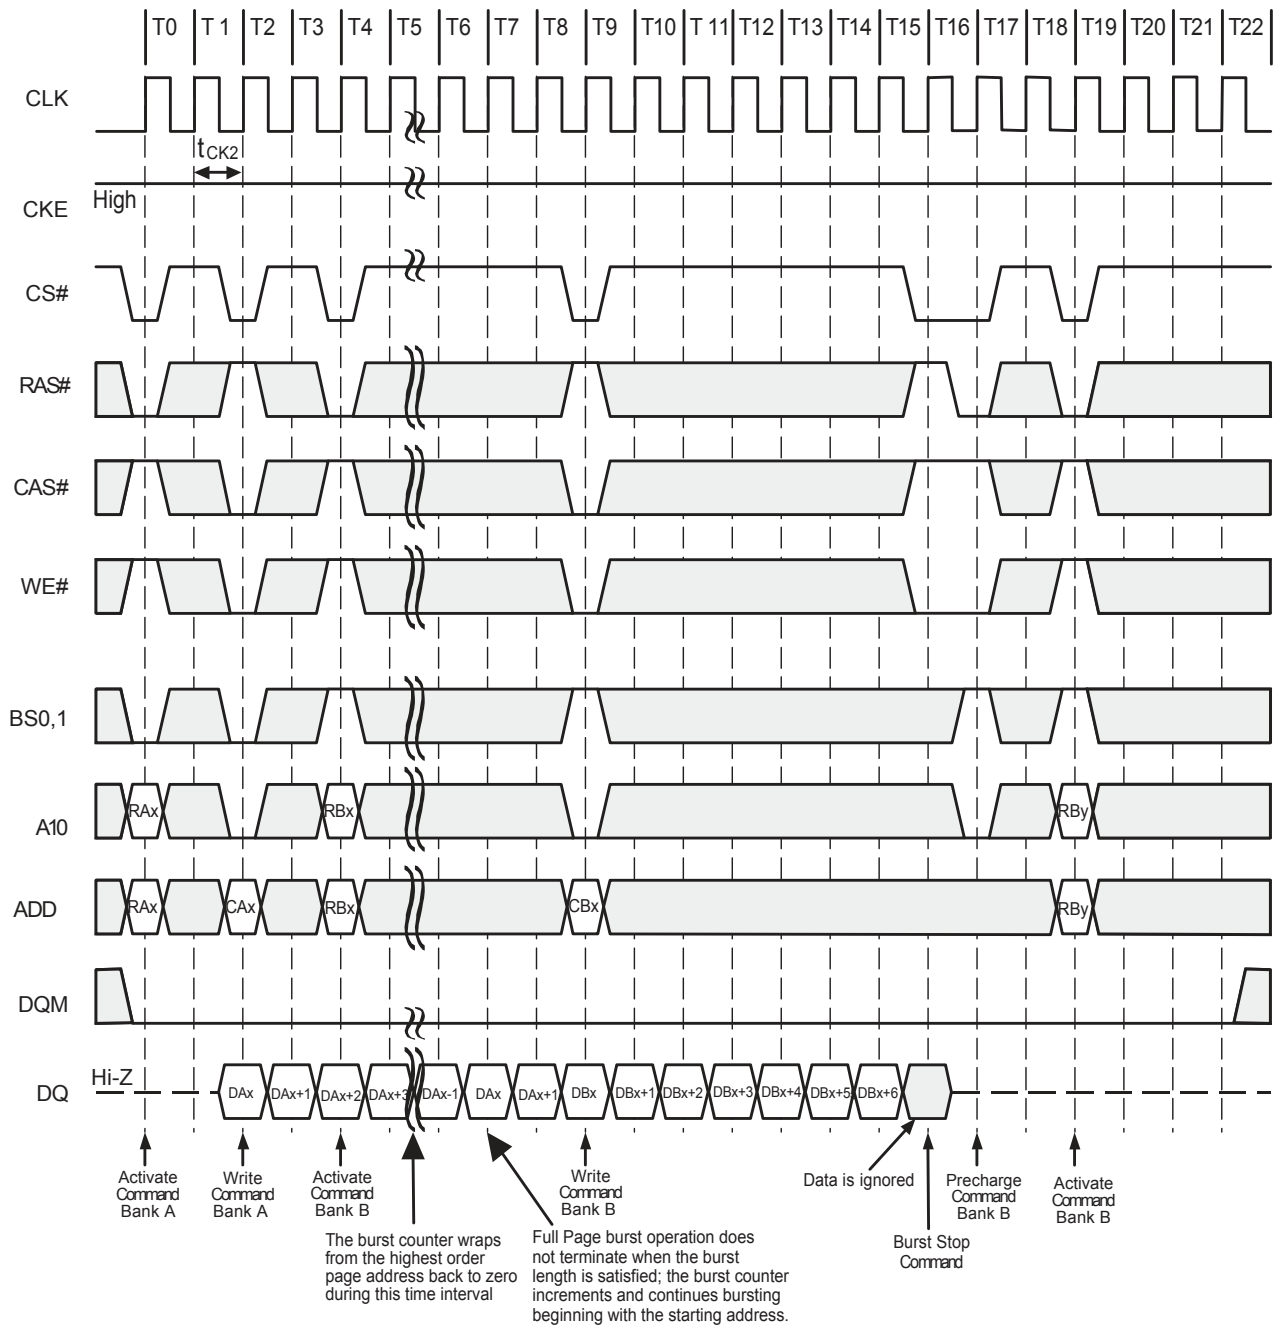 T0 T 1 T2 T3 T4 T5 T6 T7 T8 T9 T10 T 11 T12 T13 T14 T15 T16 T17 T18 T19 T20 T21 T22
CLK
tCK2
High
CKE
CS#
RAS#
CAS#
WE#
BS0,1
A10
RAx RBx RBy
ADD
RAx CAx RBx CBx RBy
DQM
Hi-Z
DQ
DAx DAx+1 DAx+2 DAx+3 DAx-1 DAx DAx+1 DBx DBx+1 DBx+2 DBx+3 DBx+4 DBx+5 DBx+6
Activate
Command
Bank A
Write
Command
Bank A
Activate
Command
Bank B
The burst counter wraps
from the highest order
page address back to zero
during this time interval
Full Page burst operation does
not terminate when the burst
length is satisfied; the burst counter
increments and continues bursting
beginning with the starting address.
Write
Command
Bank B
Data is ignored
Burst Stop
Command
Precharge
Command
Bank B
Activate
Command
Bank B